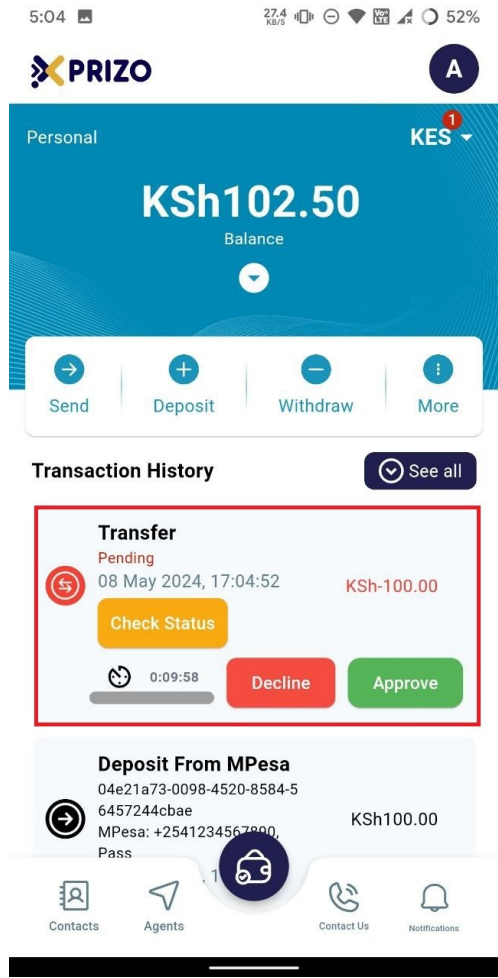 5:04 27.4 KB/S Vo LTE 52%
XPRIZO A
Personal KES 1
KSh102.50
Balance
Send Deposit Withdraw More
Transaction History See all
Transfer
Pending
08 May 2024, 17:04:52 KSh-100.00
Check Status
0:09:58 Decline Approve
Deposit From MPesa
04e21a73-0098-4520-8584-5
6457244cbae
MPesa: +2541234567890, KSh100.00
Pass
Contacts Agents Contact Us Notifications